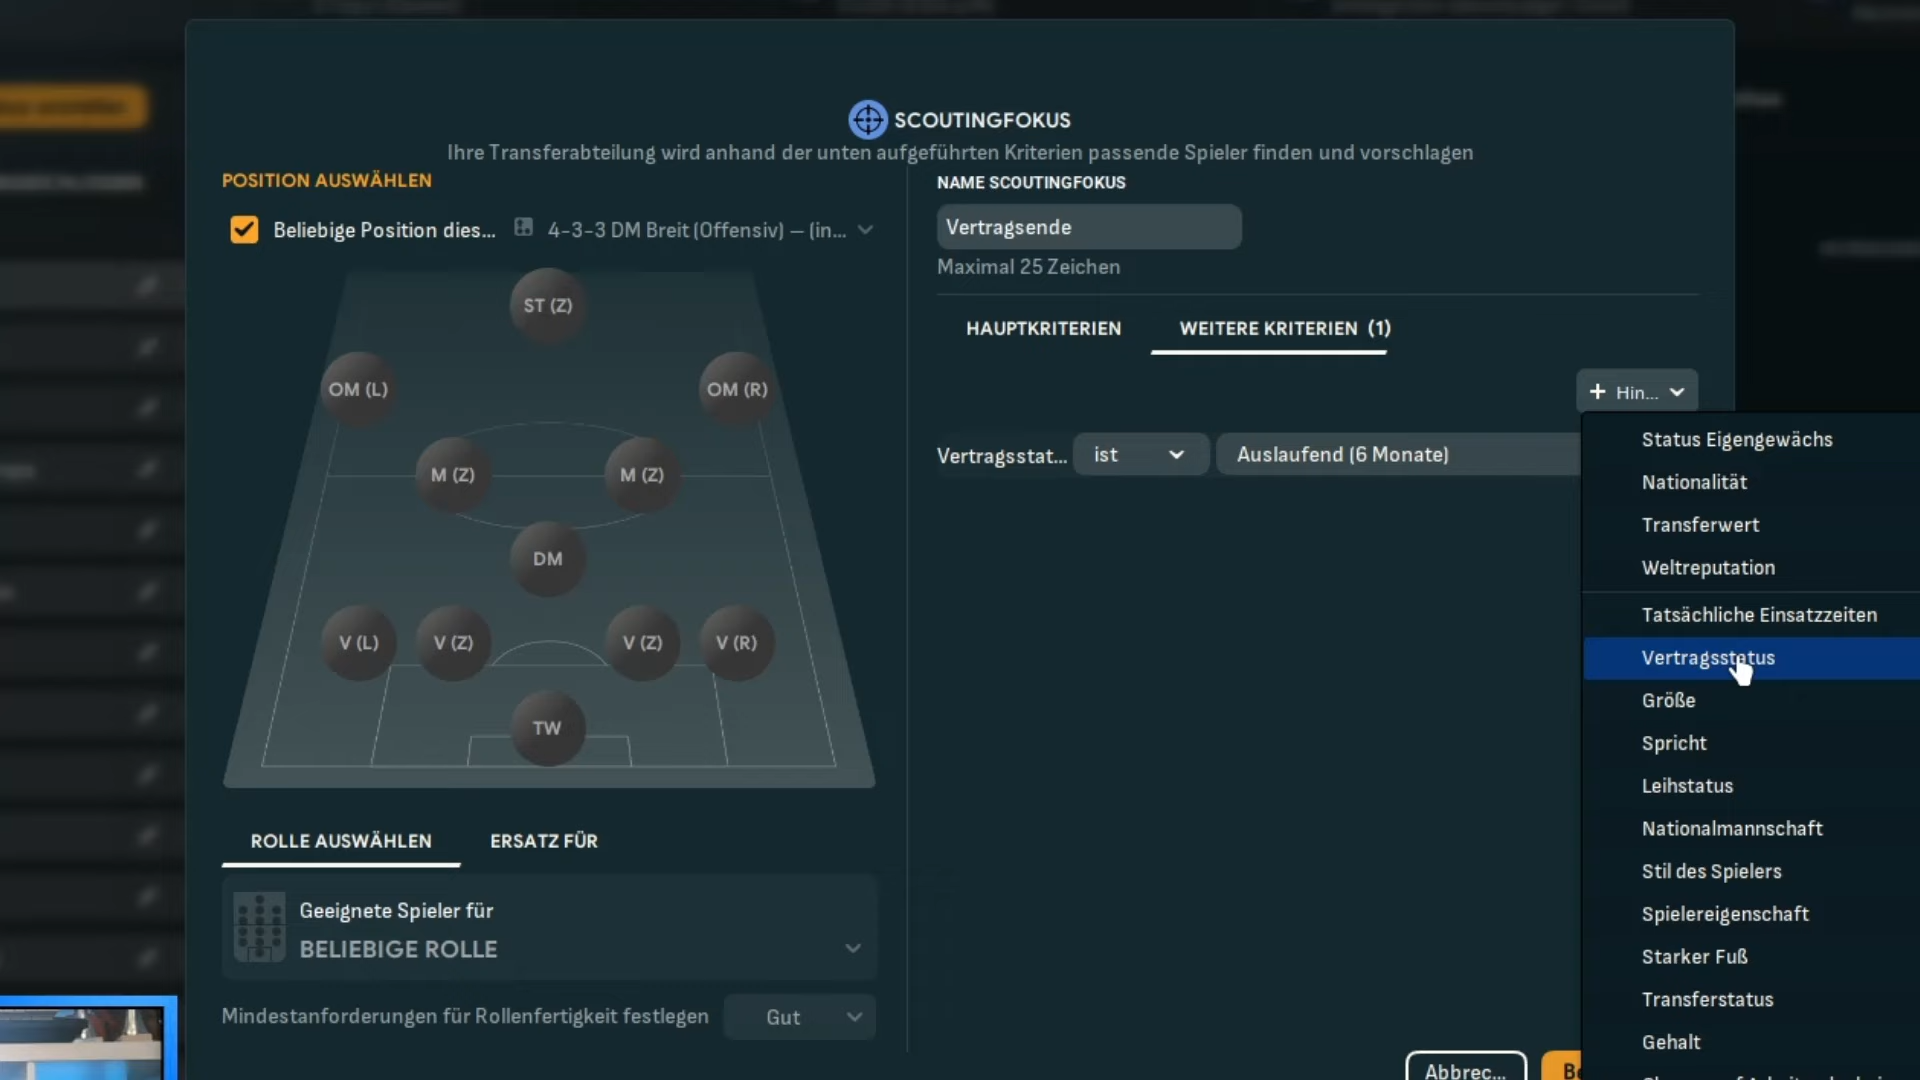 SCOUTINGFOKUS
Ihre Transferabteilung wird anhand der unten aufgeführten Kriterien passende Spieler finden und vorschlagen
POSITION AUSWÄHLEN
Beliebige Position dies...
4-3-3 DM Breit (Offensiv) – (in...
ST (Z)
OM (L)
OM (R)
M (Z)
M (Z)
DM
V (L)
V (Z)
V (Z)
V (R)
TW
ROLLE AUSWÄHLEN
ERSATZ FÜR
Geeignete Spieler für
BELIEBIGE ROLLE
Mindestanforderungen für Rollenfertigkeit festlegen
Gut
NAME SCOUTINGFOKUS
Vertragsende
Maximal 25 Zeichen
HAUPTKRITERIEN
WEITERE KRITERIEN (1)
+ Hin...
Vertragsstat...
ist
Auslaufend (6 Monate)
Status Eigengewächs
Nationalität
Transferwert
Weltreputation
Tatsächliche Einsatzzeiten
Vertragsstatus
Größe
Spricht
Leihstatus
Nationalmannschaft
Stil des Spielers
Spielereigenschaft
Starker Fuß
Transferstatus
Gehalt
Abbrec...